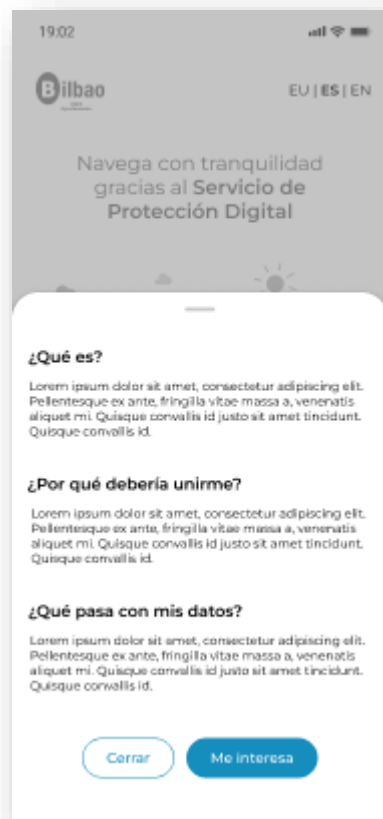 19:02
Bilbao
EU | ES | EN
Navega con tranquilidad
gracias al Servicio de
Protección Digital
¿Qué es?
Lorem ipsum dolor sit amet, consectetur adipiscing elit.
Pellentesque ex ante, fringilla vitae massa a, venenatis
aliquet mi. Quisque convallis id justo sit amet tincidunt.
Quisque convallis id.
¿Por qué debería unirme?
Lorem ipsum dolor sit amet, consectetur adipiscing elit.
Pellentesque ex ante, fringilla vitae massa a, venenatis
aliquet mi. Quisque convallis id justo sit amet tincidunt.
Quisque convallis id.
¿Qué pasa con mis datos?
Lorem ipsum dolor sit amet, consectetur adipiscing elit.
Pellentesque ex ante, fringilla vitae massa a, venenatis
aliquet mi. Quisque convallis id justo sit amet tincidunt.
Quisque convallis id.
Cerrar
Me interesa